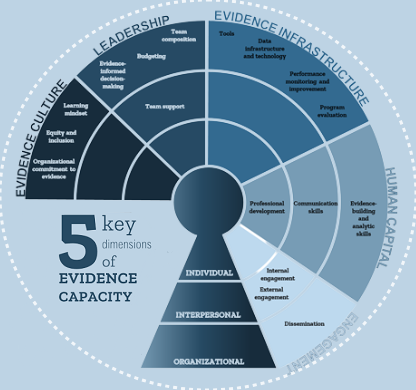 LEADERSHIP
EVIDENCE INFRASTRUCTURE
EVIDENCE CULTURE
HUMAN CAPITAL
ENGAGEMENT
Team
composition
Budgeting
Evidence-
informed
decision-
making
Team support
Tools
Data
infrastructure
and technology
Performance
monitoring and
improvement
Program
evaluation
Learning
mindset
Equity and
inclusion
Organizational
commitment to
evidence
Professional
development
Communication
skills
Evidence-
building
and
analytic
skills
Internal
engagement
External
engagement
Dissemination
5 key
dimensions
of
EVIDENCE
CAPACITY
INDIVIDUAL
INTERPERSONAL
ORGANIZATIONAL